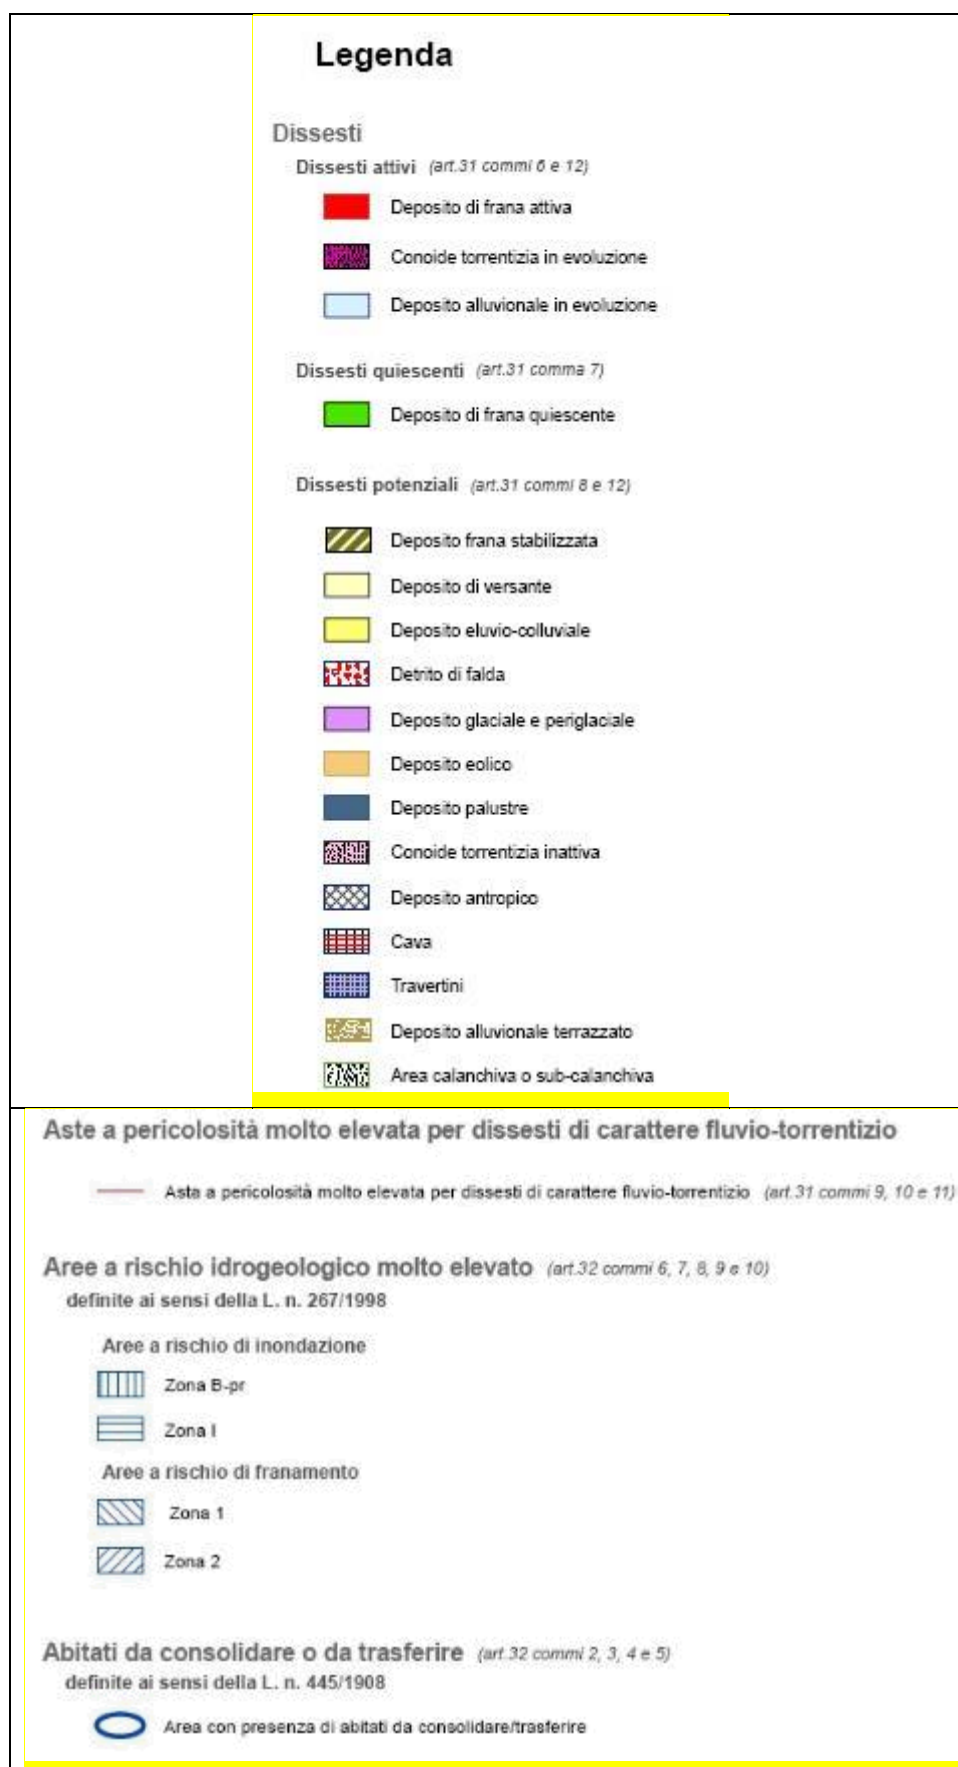 Legenda
Dissesti
Dissesti attivi (art.31 commi 6 e 12)
Deposito di frana attiva
Conoide torrentizia in evoluzione
Deposito alluvionale in evoluzione
Dissesti quiescenti (art.31 comma 7)
Deposito di frana quiescente
Dissesti potenziali (art.31 commi 8 e 12)
Deposito frana stabilizzata
Deposito di versante
Deposito eluvio-colluviale
Detrito di falda
Deposito glaciale e periglaciale
Deposito eolico
Deposito palustre
Conoide torrentizia inattiva
Deposito antropico
Cava
Travertini
Deposito alluvionale terrazzato
Area calanchiva o sub-calanchiva
Aste a pericolosità molto elevata per dissesti di carattere fluvio-torrentizio
Asta a pericolosità molto elevata per dissesti di carattere fluvio-torrentizio (art.31 commi 9, 10 e 11)
Aree a rischio idrogeologico molto elevato (art.32 commi 6, 7, 8, 9 e 10)
definite ai sensi della L. n. 267/1998
Aree a rischio di inondazione
Zona B-pr
Zona I
Aree a rischio di franamento
Zona 1
Zona 2
Abitati da consolidare o da trasferire (art.32 commi 2, 3, 4 e 5)
definite ai sensi della L. n. 445/1908
Area con presenza di abitati da consolidare/trasferire